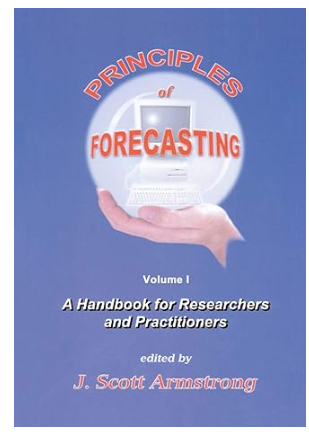 PRINCIPLES
of
FORECASTING
Volume I
A Handbook for Researchers
and Practitioners
edited by
J. Scott Armstrong